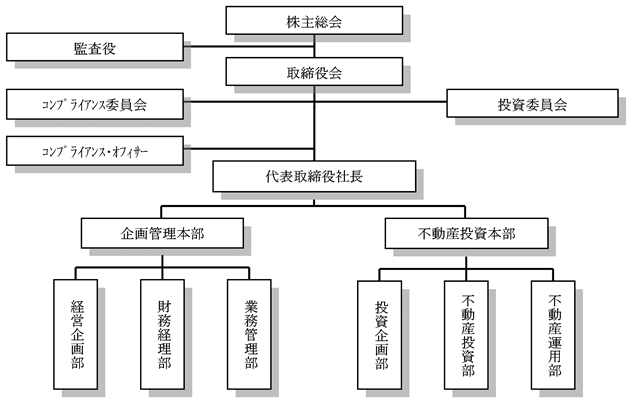 株主総会
監査役
取締役会
ｺﾝﾌﾟﾗｲｱﾝｽ委員会
投資委員会
ｺﾝﾌﾟﾗｲｱﾝｽ・ｵﾌｨｻｰ
代表取締役社長
企画管理本部
不動産投資本部
経営企画部
財務経理部
業務管理部
投資企画部
不動産投資部
不動産運用部